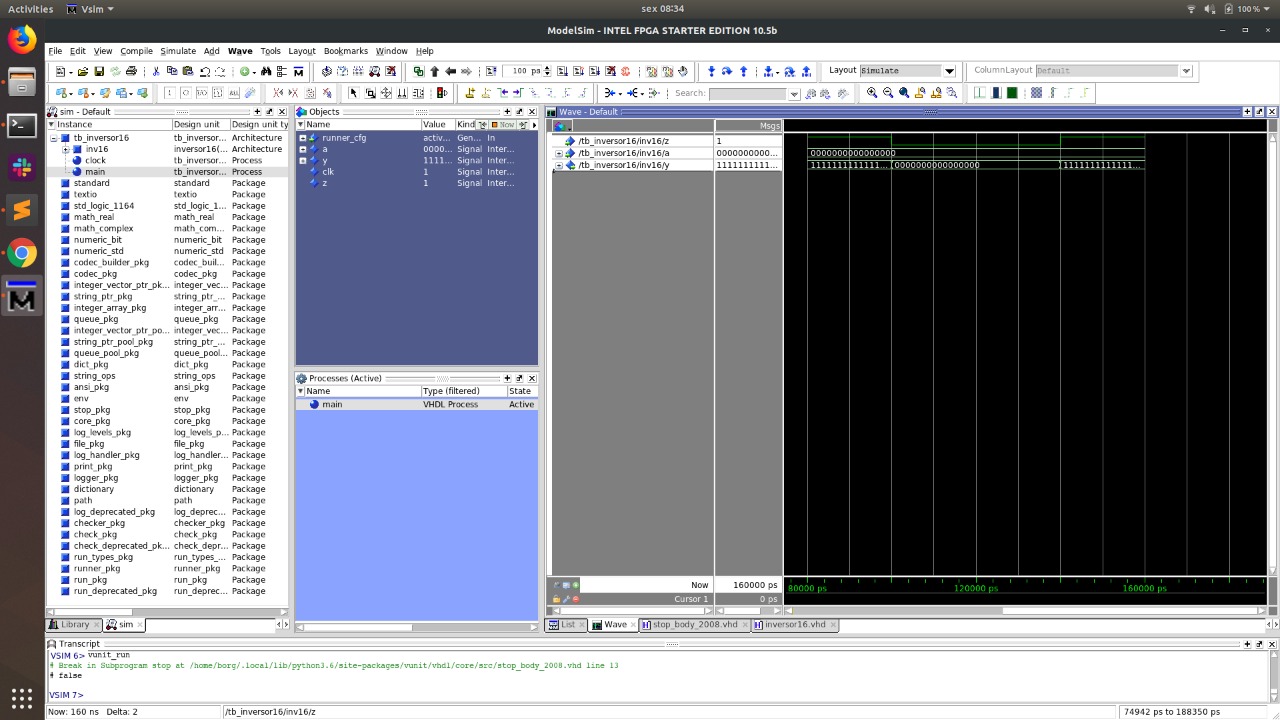 Activities Vsim sex 08:34 100 %
ModelSim - INTEL FPGA STARTER EDITION 10.5b
File Edit View Compile Simulate Add Wave Tools Layout Bookmarks Window Help
100 ps Layout Simulate ColumnLayout Default
Search:
sim - Default
Instance Design unit Design unit ty
tb_inversor16 tb_inversor... Architecture
inv16 inversor16(... Architecture
clock tb_inversor... Process
main tb_inversor... Process
standard standard Package
textio textio Package
std_logic_1164 std_logic_1... Package
math_real math_real Package
math_complex math_com... Package
numeric_bit numeric_bit Package
numeric_std numeric_std Package
codec_builder_pkg codec_buil... Package
codec_pkg codec_pkg Package
integer_vector_ptr_pk... integer_vec... Package
string_ptr_pkg string_ptr_... Package
integer_array_pkg integer_arr... Package
queue_pkg queue_pkg Package
integer_vector_ptr_po... integer_vec... Package
string_ptr_pool_pkg string_ptr_... Package
queue_pool_pkg queue_pool... Package
dict_pkg dict_pkg Package
string_ops string_ops Package
ansi_pkg ansi_pkg Package
env env Package
stop_pkg stop_pkg Package
core_pkg core_pkg Package
log_levels_pkg log_levels_p... Package
file_pkg file_pkg Package
log_handler_pkg log_handler... Package
print_pkg print_pkg Package
logger_pkg logger_pkg Package
dictionary dictionary Package
path path Package
log_deprecated_pkg log_deprec... Package
checker_pkg checker_pkg Package
check_pkg check_pkg Package
check_deprecated_pk... check_depr... Package
run_types_pkg run_types_... Package
runner_pkg runner_pkg Package
run_pkg run_pkg Package
run_deprecated_pkg run_deprec... Package
Library sim
Objects
Name Value Kind Now
runner_cfg activ... Gen... In
a 0000... Signal Inter...
y 1111... Signal Inter...
clk 1 Signal Inter...
z 1 Signal Inter...
Processes (Active)
Name Type (filtered) State
main VHDL Process Active
Wave - Default
Msgs
/tb_inversor16/inv16/z 1
/tb_inversor16/inv16/a 0000000000... 0000000000000000
/tb_inversor16/inv16/y 1111111111... 1111111111111... 0000000000000000 1111111111111...
Now 160000 ps 80000 ps 120000 ps 160000 ps
Cursor 1 0 ps
List Wave stop_body_2008.vhd inversor16.vhd
Transcript
VSIM 6> vunit_run
# Break in Subprogram stop at /home/borg/.local/lib/python3.6/site-packages/vunit/vhdl/core/src/stop_body_2008.vhd line 13
# false
VSIM 7>
Now: 160 ns Delta: 2 /tb_inversor16/inv16/z 74942 ps to 188350 ps